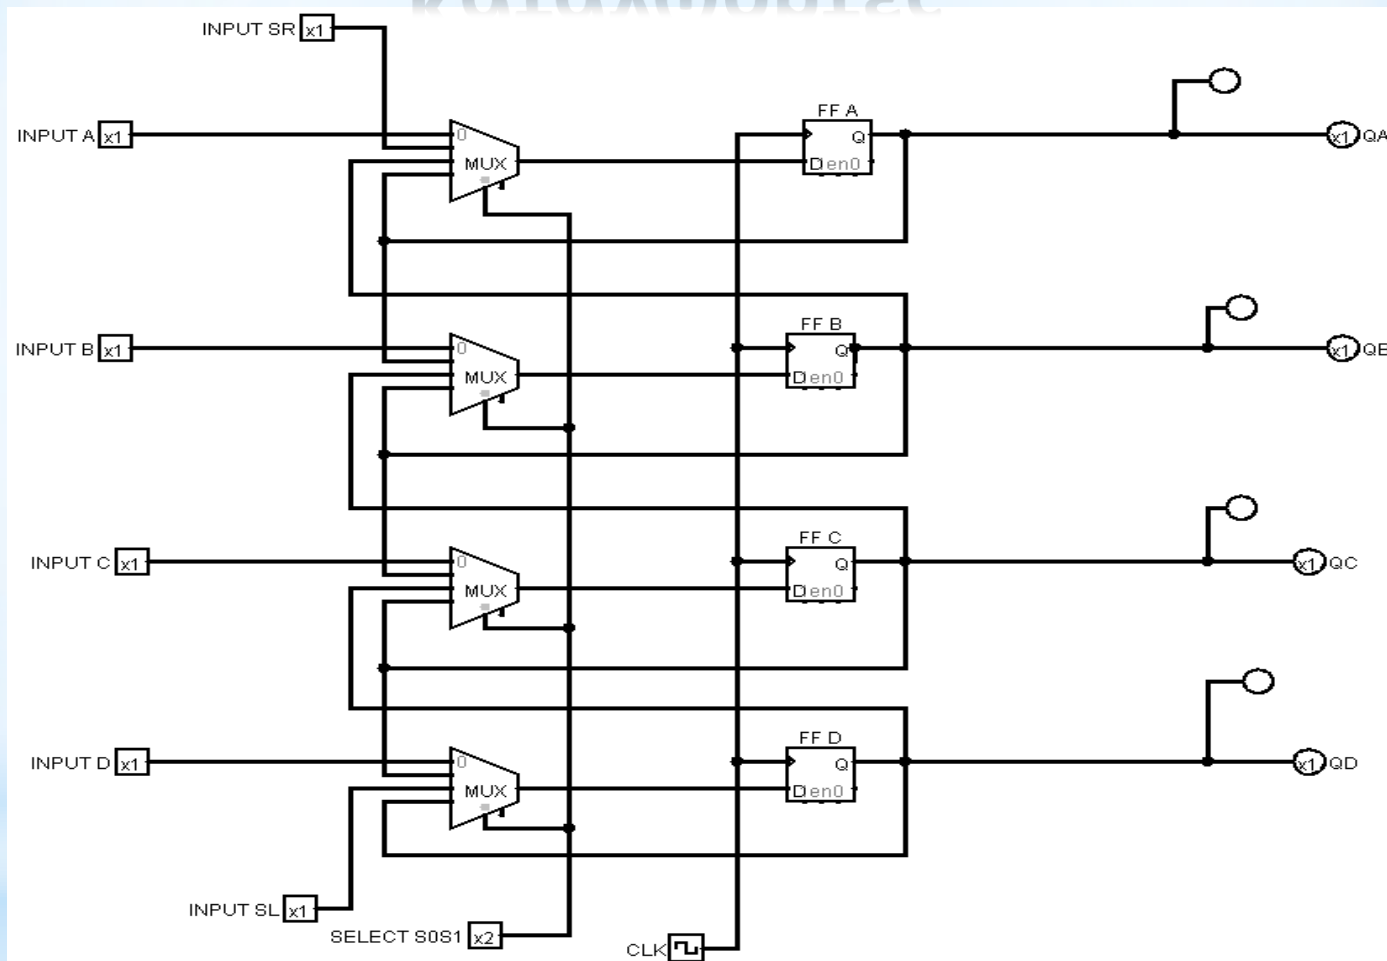 INPUT SR x1
INPUT A x1
0
MUX
FF A
Q
D en0
x1 QA
INPUT B x1
0
MUX
FF B
Q
D en0
x1 QB
INPUT C x1
0
MUX
FF C
Q
D en0
x1 QC
INPUT D x1
0
MUX
FF D
Q
D en0
x1 QD
INPUT SL x1
SELECT S0S1 x2
CLK